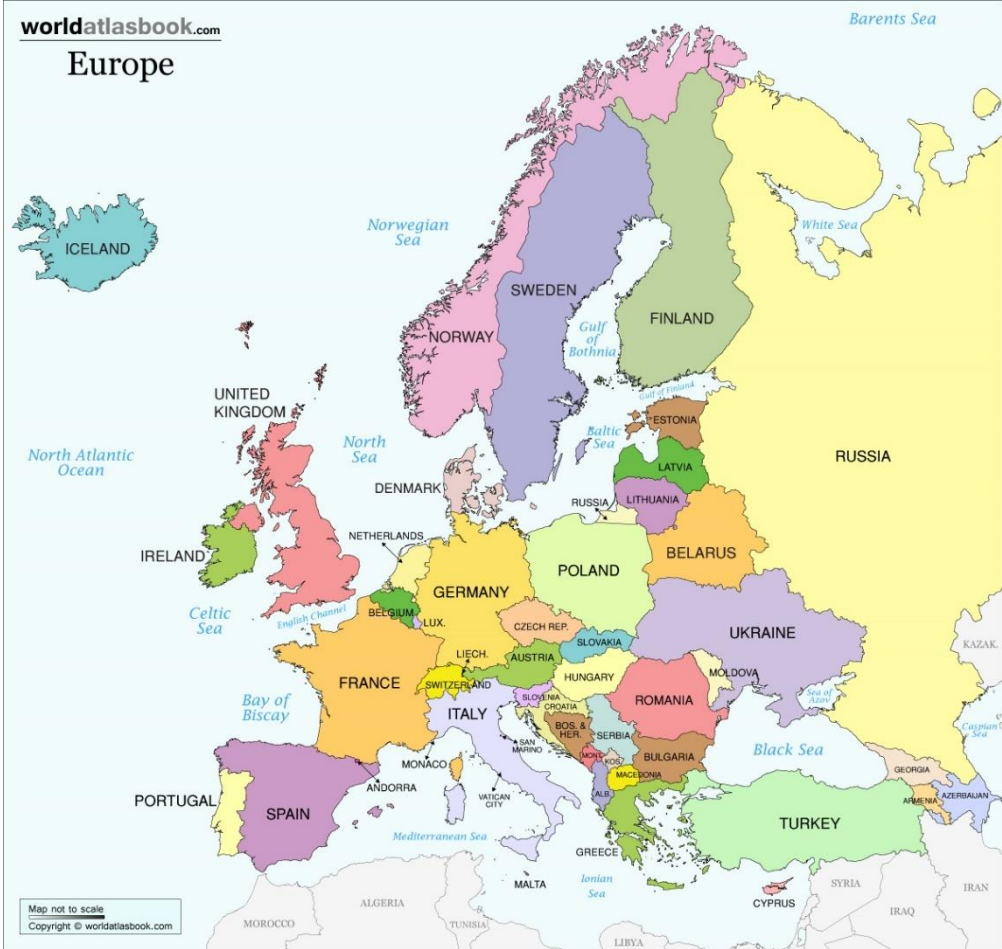 worldatlasbook.com
Europe
Barents Sea
Norwegian
Sea
White Sea
ICELAND
SWEDEN
FINLAND
NORWAY
Gulf
of
Bothnia
UNITED
KINGDOM
Gulf of Finland
ESTONIA
Baltic
Sea
North
Sea
North Atlantic
Ocean
RUSSIA
LATVIA
DENMARK
LITHUANIA
RUSSIA
NETHERLANDS
IRELAND
BELARUS
POLAND
GERMANY
Celtic
Sea
English Channel
BELGIUM
LUX.
CZECH REP.
UKRAINE
SLOVAKIA
KAZAK.
LIECH.
AUSTRIA
FRANCE
SWITZERLAND
HUNGARY
MOLDOVA
Bay of
Biscay
SLOVENIA
CROATIA
ROMANIA
Sea of
Azov
ITALY
BOS. &
HER.
SERBIA
Caspian
Sea
SAN
MARINO
Black Sea
MONT.
KOS.
BULGARIA
MONACO
GEORGIA
MACEDONIA
ANDORRA
VATICAN
CITY
ALB.
ARMENIA
AZERBAIJAN
PORTUGAL
SPAIN
TURKEY
Mediterranean Sea
GREECE
MALTA
Ionian
Sea
SYRIA
IRAN
CYPRUS
ALGERIA
IRAQ
Map not to scale
Copyright © worldatlasbook.com
MOROCCO
TUNISIA
LIBYA